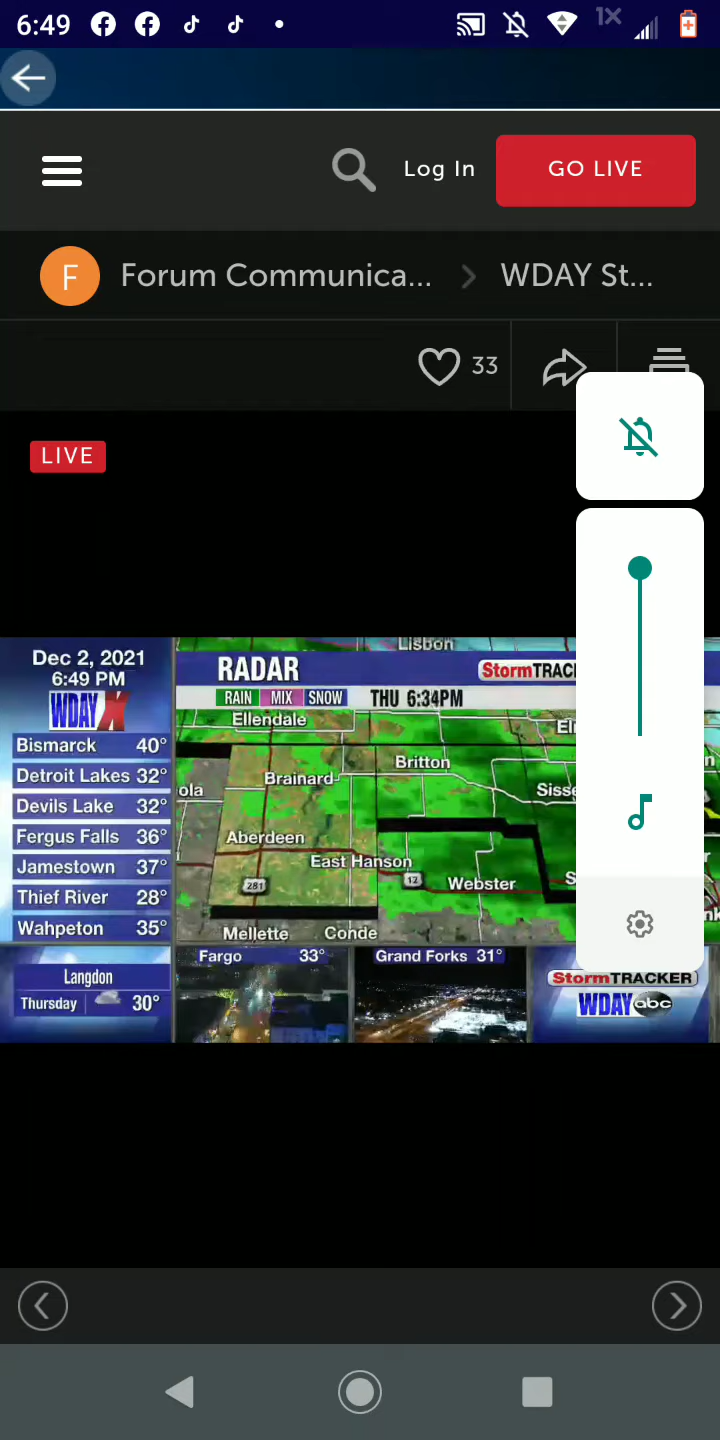 6:49
1X
Log In
GO LIVE
F
Forum Communica...
WDAY St...
33
LIVE
Dec 2, 2021
6:49 PM
WDAY X
Bismarck 40°
Detroit Lakes 32°
Devils Lake 32°
Fergus Falls 36°
Jamestown 37°
Thief River 28°
Wahpeton 35°
Langdon
Thursday 30°
Lisbon
RADAR
StormTRAC
RAIN MIX SNOW THU 6:34PM
Ellendale
Britton
Brainard
ola
Sisse
Aberdeen
East Hanson
281
12
Webster
Mellette
Conde
Fargo 33°
Grand Forks 31°
StormTRACKER
WDAY abc